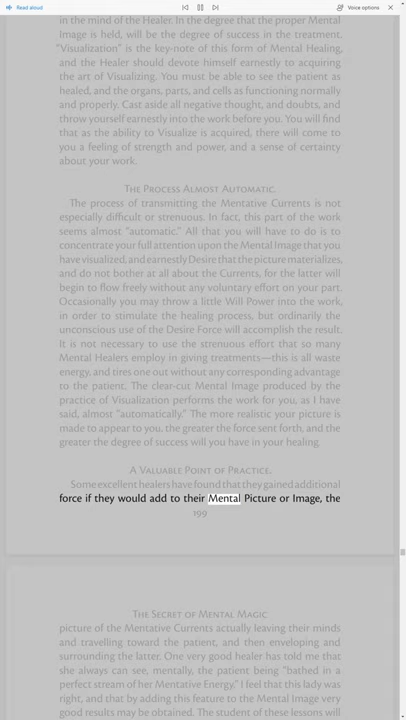 Read aloud
Voice options
in the mind of the Healer. In the degree that the proper Mental
Image is held, will be the degree of success in the treatment.
"Visualization" is the key-note of this form of Mental Healing,
and the Healer should devote himself earnestly to acquiring
the art of Visualizing. You must be able to see the patient as
healed, and the organs, parts, and cells as functioning normally
and properly. Cast aside all negative thought, and doubts, and
throw yourself earnestly into the work before you. You will find
that as the ability to Visualize is acquired, there will come to
you a feeling of strength and power, and a sense of certainty
about your work.
The Process Almost Automatic.
The process of transmitting the Mentative Currents is not
especially difficult or strenuous. In fact, this part of the work
seems almost "automatic." All that you will have to do is to
concentrate your full attention upon the Mental Image that you
have visualized, and earnestly Desire that the picture materializes,
and do not bother at all about the Currents, for the latter will
begin to flow freely without any voluntary effort on your part.
Occasionally you may throw a little Will Power into the work,
in order to stimulate the healing process, but ordinarily the
unconscious use of the Desire Force will accomplish the result.
It is not necessary to use the strenuous effort that so many
Mental Healers employ in giving treatments—this is all waste
energy, and tires one out without any corresponding advantage
to the patient. The clear-cut Mental Image produced by the
practice of Visualization performs the work for you, as I have
said, almost "automatically." The more realistic your picture is
made to appear to you, the greater the force sent forth, and the
greater the degree of success will you have in your healing.
A Valuable Point of Practice.
Some excellent healers have found that they gained additional
force if they would add to their Mental Picture or Image, the
199
The Secret of Mental Magic
picture of the Mentative Currents actually leaving their minds
and travelling toward the patient, and then enveloping and
surrounding the latter. One very good healer has told me that
she always can see, mentally, the patient being "bathed in a
perfect stream of her Mentative Energy." I feel that this lady was
right, and that by adding this feature to the Mental Image very
good results may be obtained. The student of these lessons will